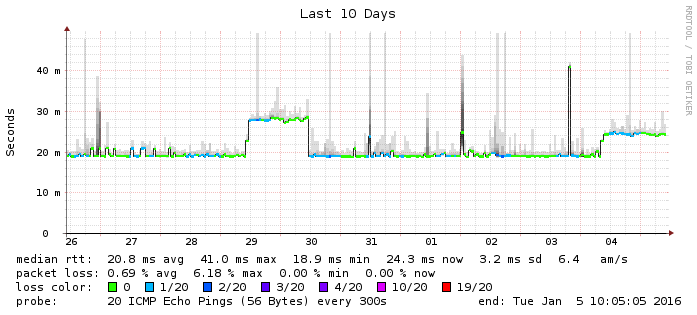 Last 10 Days
RRDTOOL / TOBI OETIKER
Seconds
40 m
30 m
20 m
10 m
0
26 27 28 29 30 31 01 02 03 04
median rtt: 20.8 ms avg 41.0 ms max 18.9 ms min 24.3 ms now 3.2 ms sd 6.4 am/s
packet loss: 0.69 % avg 6.18 % max 0.00 % min 0.00 % now
loss color: 0 1/20 2/20 3/20 4/20 10/20 19/20
probe: 20 ICMP Echo Pings (56 Bytes) every 300s end: Tue Jan 5 10:05:05 2016